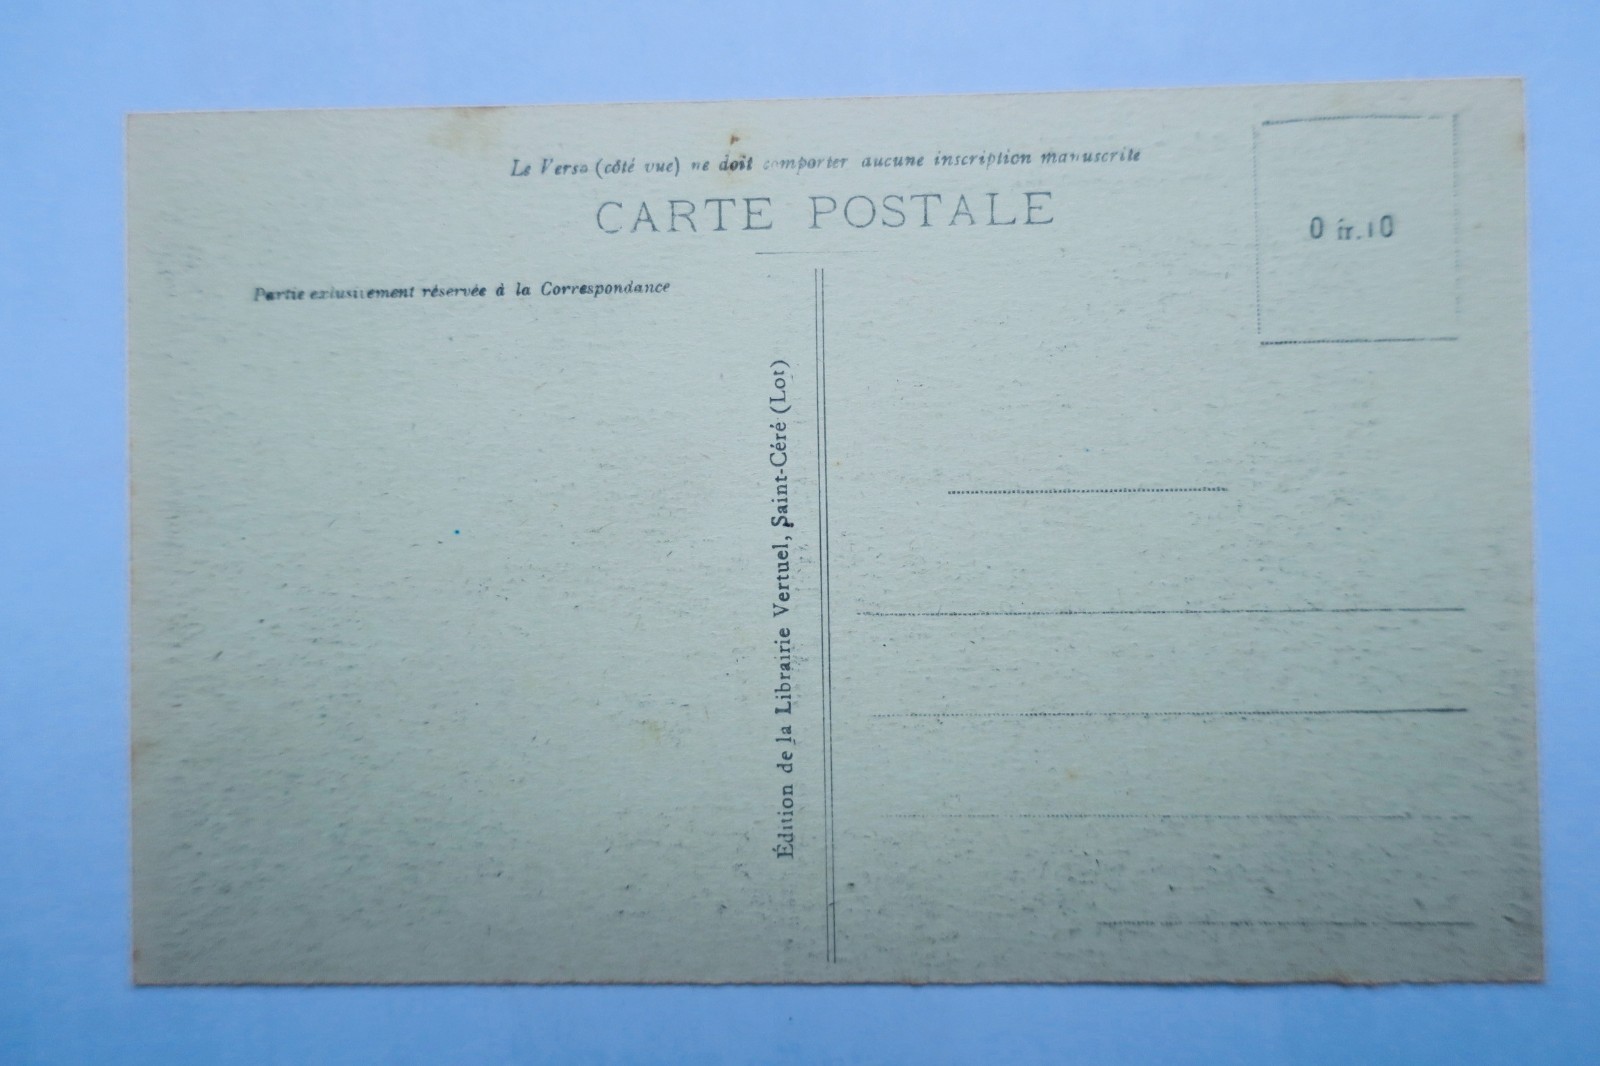 Le Verso (côté vue) ne doit comporter aucune inscription manuscrite
CARTE POSTALE
0 fr.10
Partie exclusivement réservée à la Correspondance
Édition de la Librairie Vertuel, Saint-Céré (Lot)